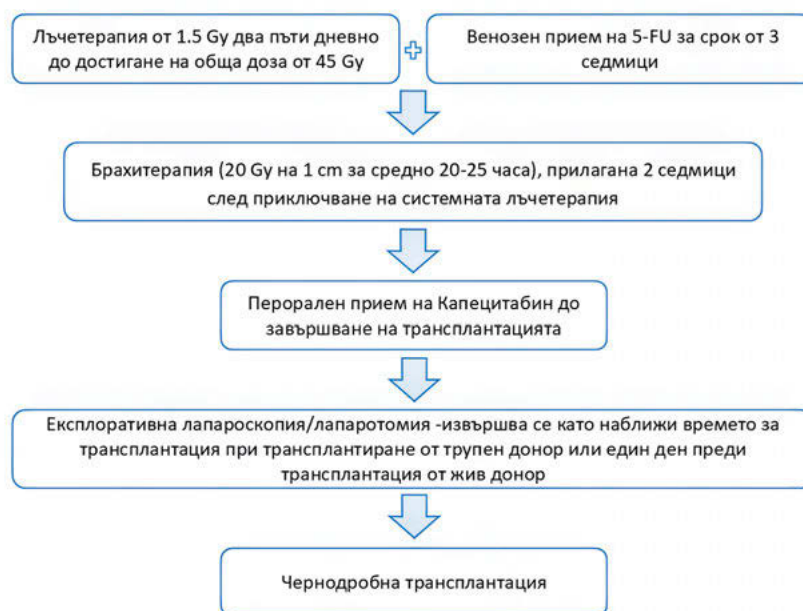 Лъчетерапия от 1.5 Gy два пъти дневно
до достигане на обща доза от 45 Gy
Венозен прием на 5-FU за срок от 3
седмици
Брахитерапия (20 Gy на 1 cm за средно 20-25 часа), прилагана 2 седмици
след приключване на системната лъчетерапия
Перорален прием на Капецитабин до
завършване на трансплантацията
Експлоративна лапароскопия/лапаротомия -извършва се като наближи времето за
трансплантация при трансплантиране от трупен донор или един ден преди
трансплантация от жив донор
Чернодробна трансплантация